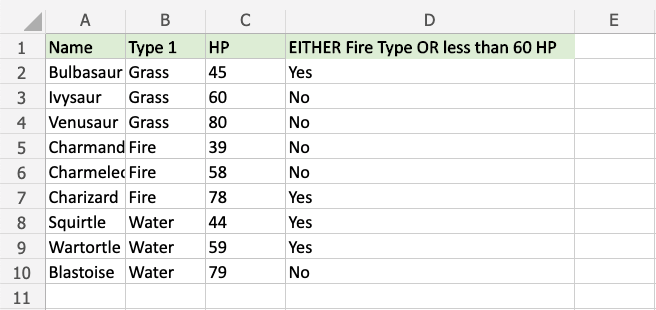 A B C D E
1 Name Type 1 HP EITHER Fire Type OR less than 60 HP
2 Bulbasaur Grass 45 Yes
3 Ivysaur Grass 60 No
4 Venusaur Grass 80 No
5 Charmand Fire 39 No
6 Charmelec Fire 58 No
7 Charizard Fire 78 Yes
8 Squirtle Water 44 Yes
9 Wartortle Water 59 Yes
10 Blastoise Water 79 No
11